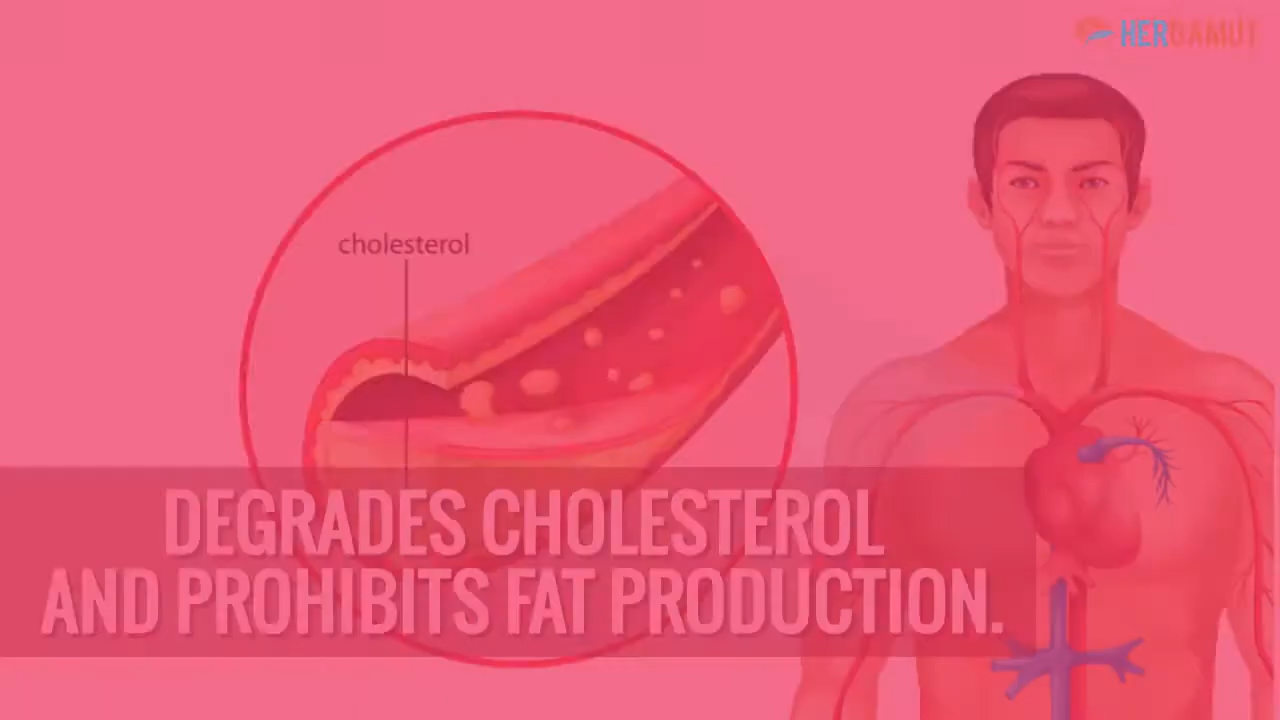 HERBAMUT
cholesterol
DEGRADES CHOLESTEROL
AND PROHIBITS FAT PRODUCTION.